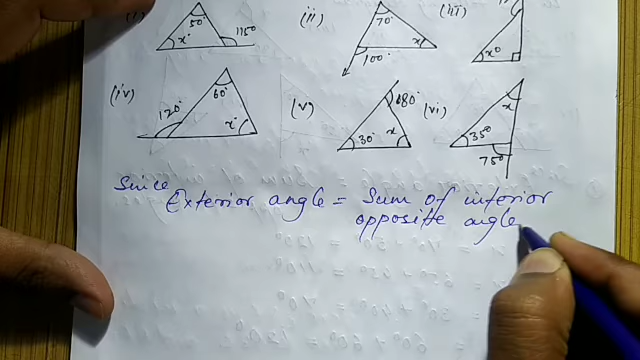 50° 115° (ii) 70° (iii)
x° x x°
100°
(iv) 60° (v) 80° (vi) x
120° x° 30° x 35°
75°
Since
Exterior angle = Sum of interior
opposite angle